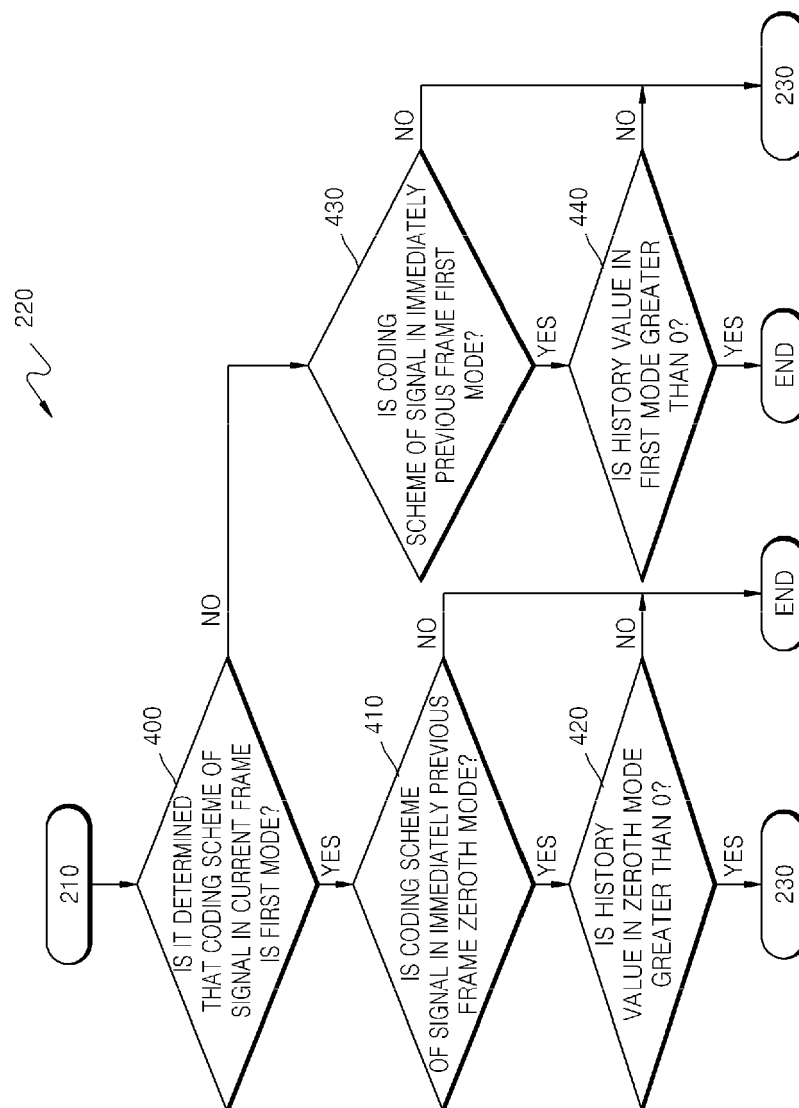 220
210
400
IS IT DETERMINED
THAT CODING SCHEME OF
SIGNAL IN CURRENT FRAME
IS FIRST MODE?
NO
YES
410
IS CODING SCHEME
OF SIGNAL IN IMMEDIATELY PREVIOUS
FRAME ZEROTH MODE?
NO
YES
420
IS HISTORY
VALUE IN ZEROTH MODE
GREATER THAN 0?
NO
YES
230
END
430
IS CODING
SCHEME OF SIGNAL IN IMMEDIATELY
PREVIOUS FRAME FIRST
MODE?
NO
YES
440
IS HISTORY VALUE IN
FIRST MODE GREATER
THAN 0?
NO
YES
END
230